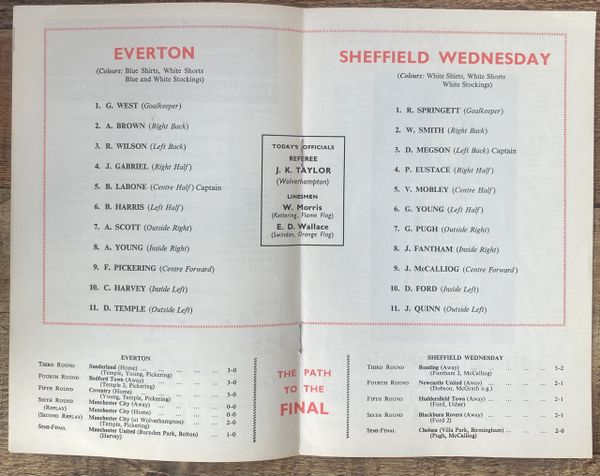 EVERTON
(Colours: Blue Shirts, White Shorts
Blue and White Stockings)
1. G. WEST (Goalkeeper)
2. A. BROWN (Right Back)
3. R. WILSON (Left Back)
4. J. GABRIEL (Right Half)
5. B. LABONE (Centre Half) Captain
6. B. HARRIS (Left Half)
7. A. SCOTT (Outside Right)
8. A. YOUNG (Inside Right)
9. F. PICKERING (Centre Forward)
10. C. HARVEY (Inside Left)
11. D. TEMPLE (Outside Left)
TODAY'S OFFICIALS
REFEREE
J. K. TAYLOR
(Wolverhampton)
LINESMEN
W. Morris
(Kettering, Flame Flag)
E. D. Wallace
(Swindon, Orange Flag)
SHEFFIELD WEDNESDAY
(Colours: White Shirts, White Shorts
White Stockings)
1. R. SPRINGETT (Goalkeeper)
2. W. SMITH (Right Back)
3. D. MEGSON (Left Back) Captain
4. P. EUSTACE (Right Half)
5. V. MOBLEY (Centre Half)
6. G. YOUNG (Left Half)
7. G. PUGH (Outside Right)
8. J. FANTHAM (Inside Right)
9. J. McCALLIOG (Centre Forward)
10. D. FORD (Inside Left)
11. J. QUINN (Outside Left)
EVERTON
THIRD ROUND Sunderland (Home) ... ... ... ... 3–0
(Temple, Young, Pickering)
FOURTH ROUND Bedford Town (Away) ... ... ... 3–0
(Temple 2, Pickering)
FIFTH ROUND Coventry (Home) ... ... ... ... 3–0
(Young, Temple, Pickering)
SIXTH ROUND Manchester City (Away) ... ... ... 0–0
(REPLAY) Manchester City (Home) ... ... ... 0–0
(SECOND REPLAY) Manchester City (at Wolverhampton) ... ... 2–0
(Temple, Pickering)
SEMI-FINAL Manchester United (Burnden Park, Bolton) ... 1–0
(Harvey)
THE PATH
TO THE
FINAL
SHEFFIELD WEDNESDAY
THIRD ROUND Reading (Away) ... ... ... ... 3–2
(Fantham 2, McCalliog)
FOURTH ROUND Newcastle United (Away) ... ... ... 2–1
(Dobson, McGrath o.g.)
FIFTH ROUND Huddersfield Town (Away) ... ... ... 2–1
(Ford, Usher)
SIXTH ROUND Blackburn Rovers (Away) ... ... ... 2–1
(Ford 2)
SEMI-FINAL Chelsea (Villa Park, Birmingham) ... ... 2–0
(Pugh, McCalliog)